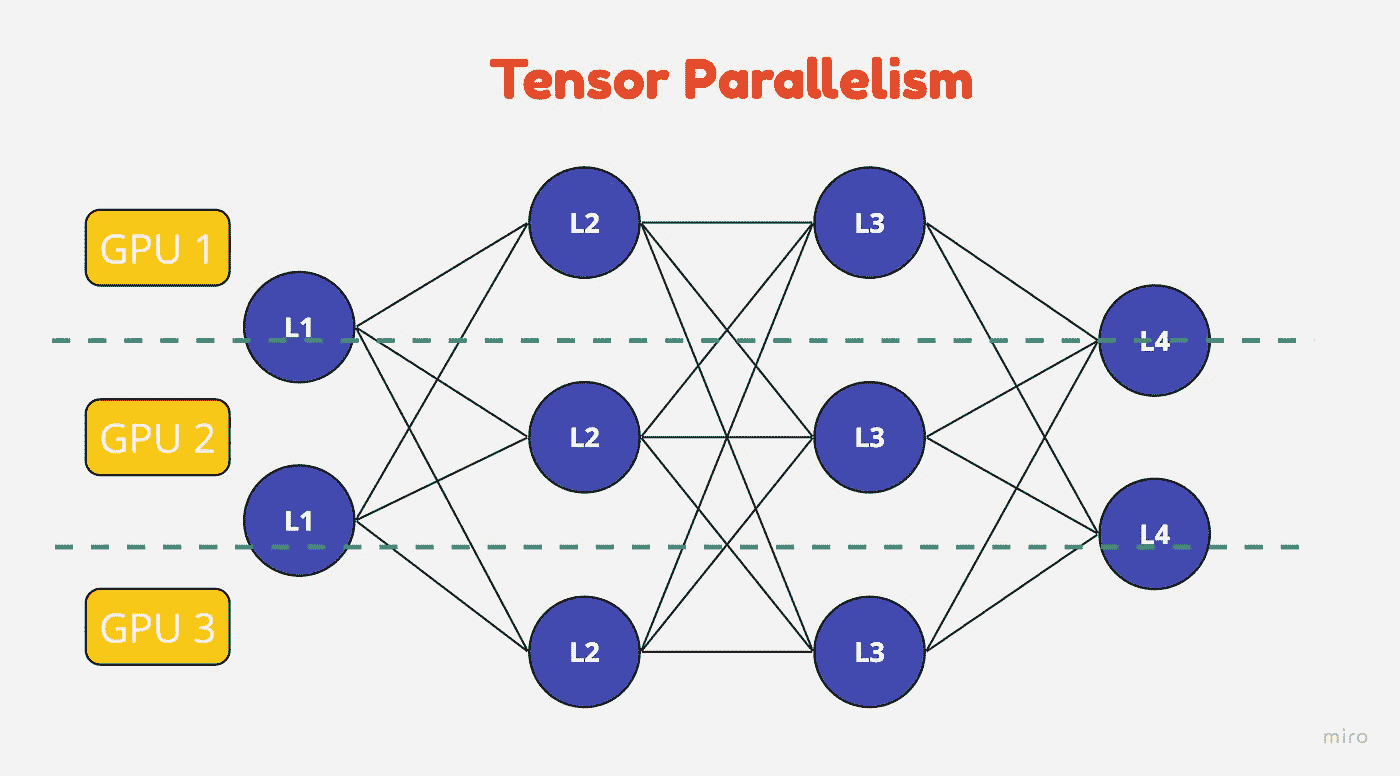 Tensor Parallelism
GPU 1
L2
L3
L1
L4
GPU 2
L2
L3
L1
L4
GPU 3
L2
L3
miro